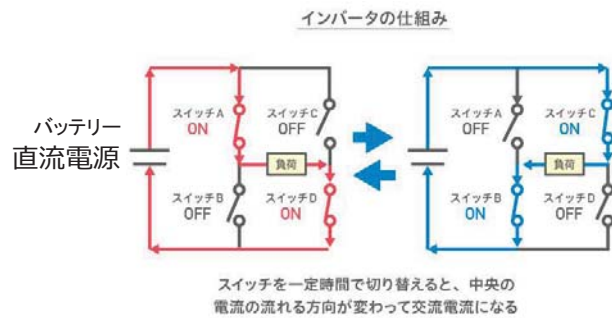 インバータの仕組み
バッテリー
直流電源
スイッチA
ON
スイッチC
OFF
負荷
スイッチB
OFF
スイッチD
ON
スイッチA
OFF
スイッチC
ON
負荷
スイッチB
ON
スイッチD
OFF
スイッチを一定時間で切り替えると、中央の
電流の流れる方向が変わって交流電流になる